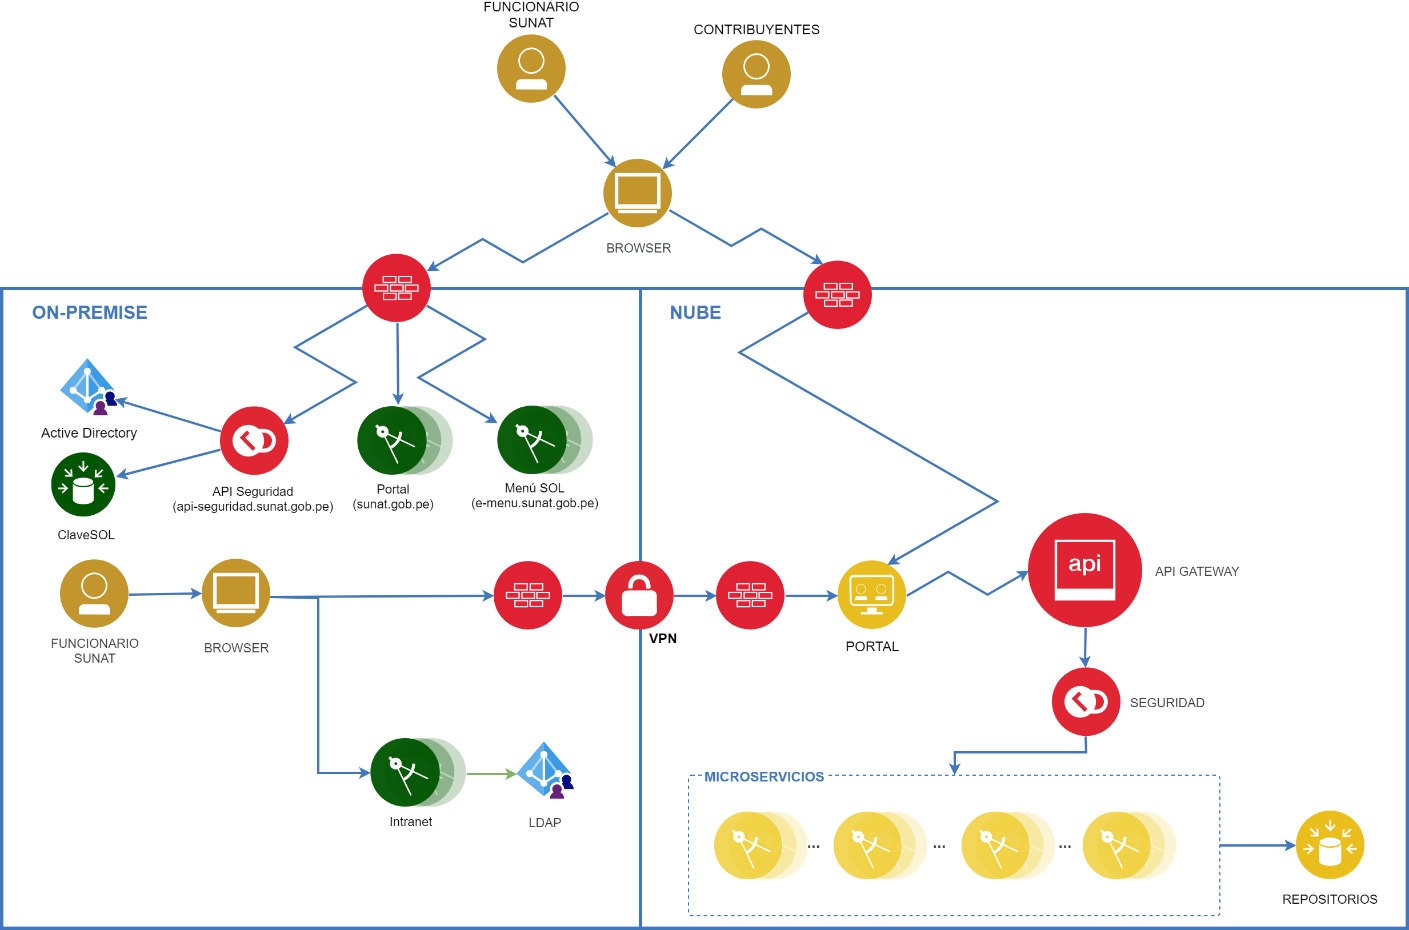 FUNCIONARIO
SUNAT
CONTRIBUYENTES
BROWSER
ON-PREMISE
NUBE
Active Directory
API Seguridad
(api-seguridad.sunat.gob.pe)
Portal
(sunat.gob.pe)
Menú SOL
(e-menu.sunat.gob.pe)
ClaveSOL
api
API GATEWAY
FUNCIONARIO
SUNAT
BROWSER
VPN
PORTAL
SEGURIDAD
MICROSERVICIOS
... ... ...
Intranet
LDAP
REPOSITORIOS